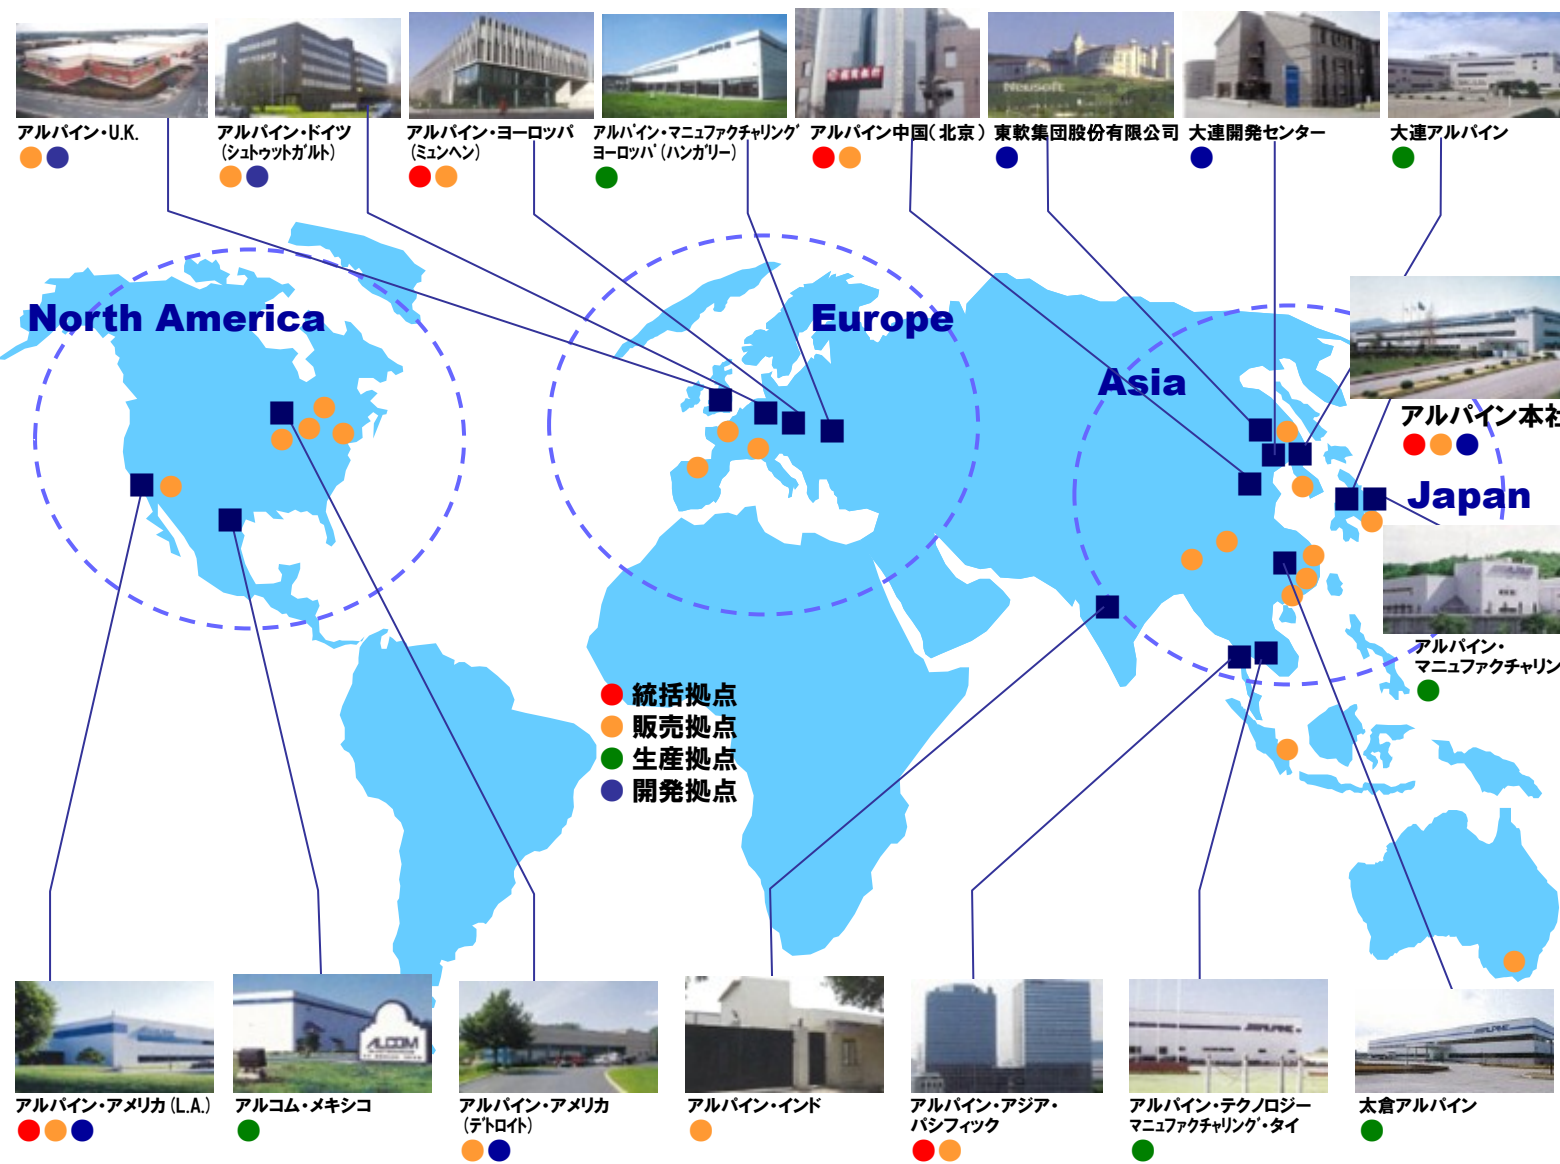 Neusoft
アルパイン・U.K.
アルパイン・ドイツ
(シュトゥットガルト)
アルパイン・ヨーロッパ
(ミュンヘン)
アルパイン・マニュファクチャリング
ヨーロッパ(ハンガリー)
アルパイン中国(北京)
東軟集団股份有限公司
大連開発センター
大連アルパイン
North America
Europe
Asia
アルパイン本社
Japan
アルパイン・
マニュファクチャリン
統括拠点
販売拠点
生産拠点
開発拠点
ALCOM
ALPINE
アルパイン・アメリカ(L.A.)
アルコム・メキシコ
アルパイン・アメリカ
(デトロイト)
アルパイン・インド
アルパイン・アジア・
パシフィック
アルパイン・テクノロジー
マニュファクチャリング・タイ
ALPINE
太倉アルパイン